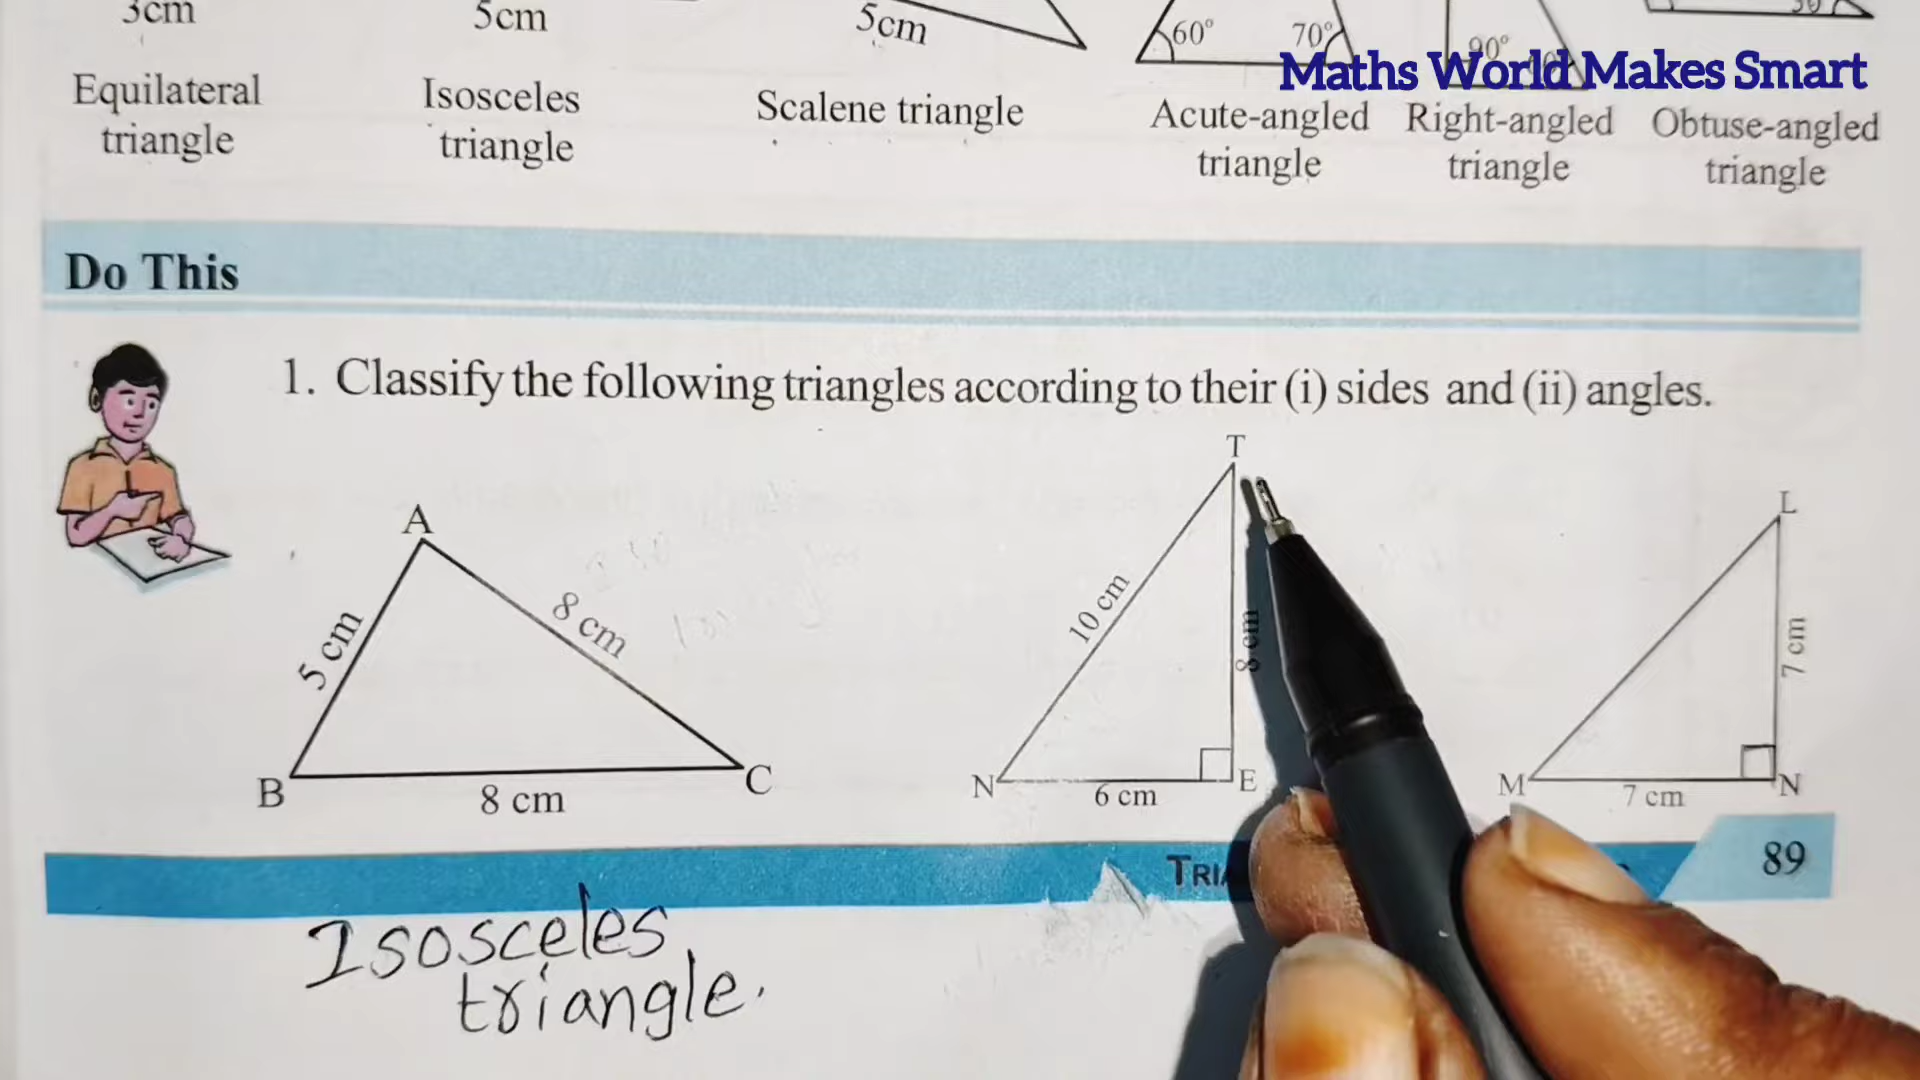 3cm
5cm
5cm
60°
70°
90°
Maths World Makes Smart
Equilateral
triangle
Isosceles
triangle
Scalene triangle
Acute-angled
triangle
Right-angled
triangle
Obtuse-angled
triangle
Do This
1. Classify the following triangles according to their (i) sides and (ii) angles.
A
5 cm
8 cm
B
8 cm
C
T
10 cm
8 cm
N
6 cm
E
L
7 cm
M
7 cm
N
89
Isosceles
triangle.